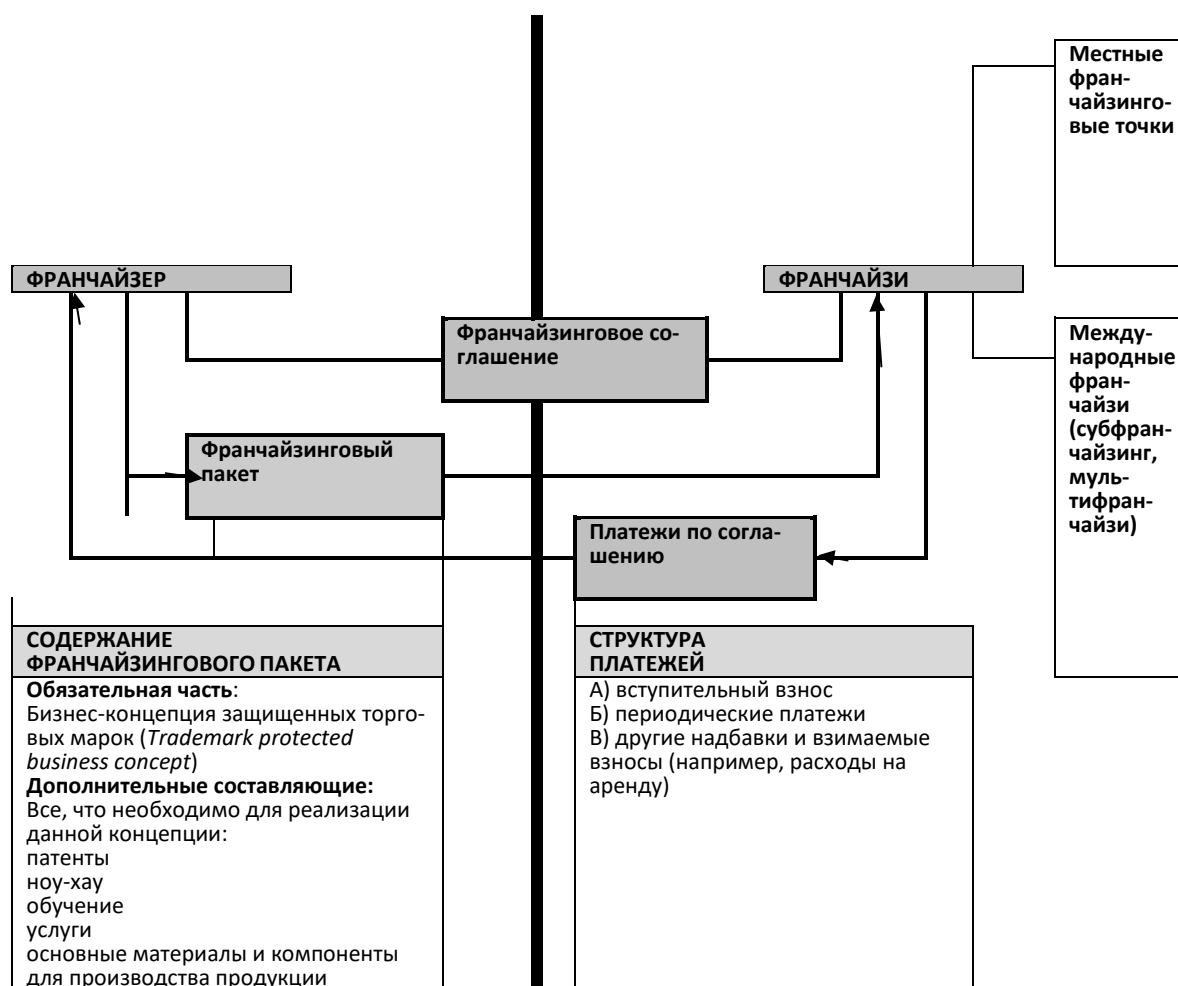 Местные
фран-
чайзинго-
вые точки
ФРАНЧАЙЗЕР
ФРАНЧАЙЗИ
Франчайзинговое со-
глашение
Между-
народные
фран-
чайзи
(субфран-
чайзинг,
муль-
тифран-
чайзи)
Франчайзинговый
пакет
Платежи по согла-
шению
СОДЕРЖАНИЕ
ФРАНЧАЙЗИНГОВОГО ПАКЕТА
Обязательная часть:
Бизнес-концепция защищенных торго-
вых марок (Trademark protected
business concept)
Дополнительные составляющие:
Все, что необходимо для реализации
данной концепции:
патенты
ноу-хау
обучение
услуги
основные материалы и компоненты
для производства продукции
СТРУКТУРА
ПЛАТЕЖЕЙ
А) вступительный взнос
Б) периодические платежи
В) другие надбавки и взимаемые
взносы (например, расходы на
аренду)